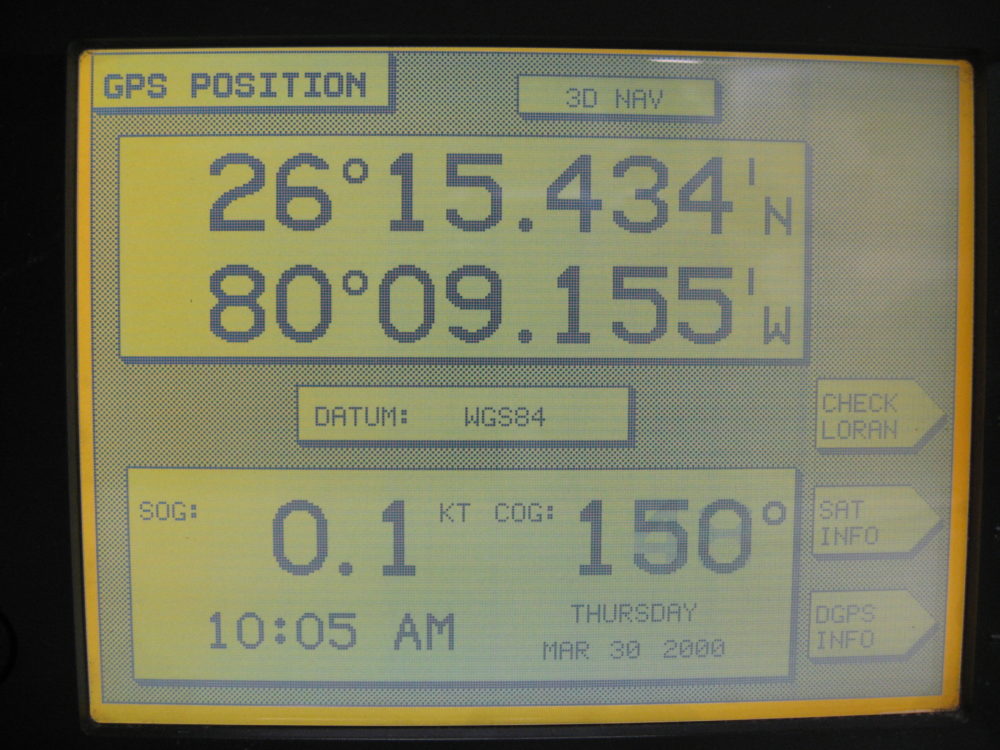 GPS POSITION
3D NAV
26°15.434' N
80°09.155' W
DATUM: WGS84
CHECK
LORAN
SOG: 0.1 KT COG: 150°
SAT
INFO
10:05 AM
THURSDAY
MAR 30 2000
DGPS
INFO